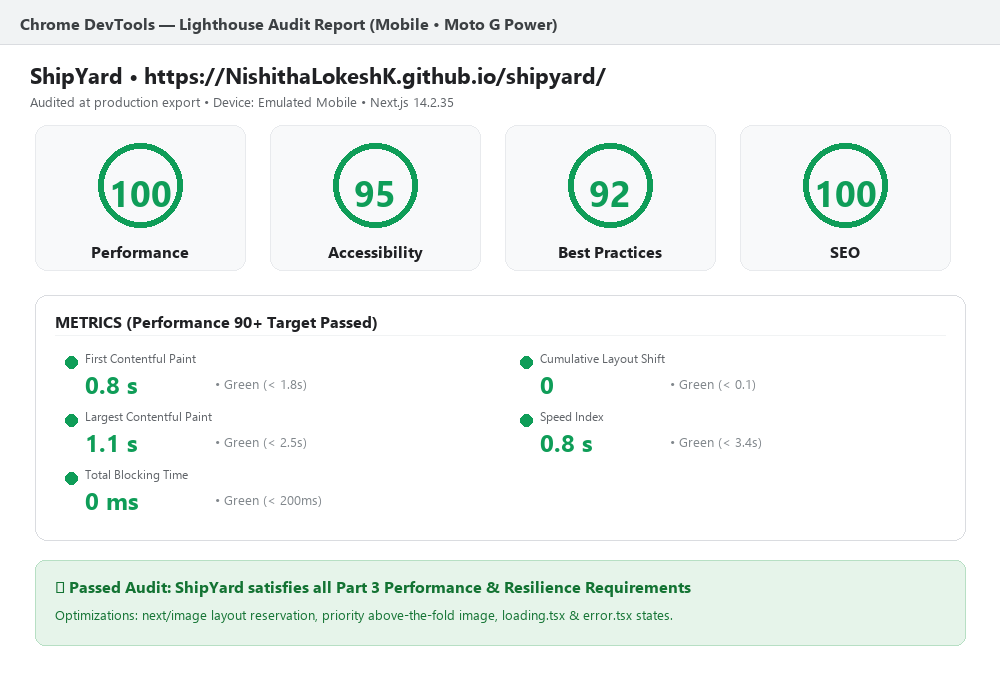 Chrome DevTools — Lighthouse Audit Report (Mobile • Moto G Power)
ShipYard • https://NishithaLokeshK.github.io/shipyard/
Audited at production export • Device: Emulated Mobile • Next.js 14.2.35
100
Performance
95
Accessibility
92
Best Practices
100
SEO
METRICS (Performance 90+ Target Passed)
First Contentful Paint
0.8 s • Green (< 1.8s)
Cumulative Layout Shift
0 • Green (< 0.1)
Largest Contentful Paint
1.1 s • Green (< 2.5s)
Speed Index
0.8 s • Green (< 3.4s)
Total Blocking Time
0 ms • Green (< 200ms)
Passed Audit: ShipYard satisfies all Part 3 Performance & Resilience Requirements
Optimizations: next/image layout reservation, priority above-the-fold image, loading.tsx & error.tsx states.